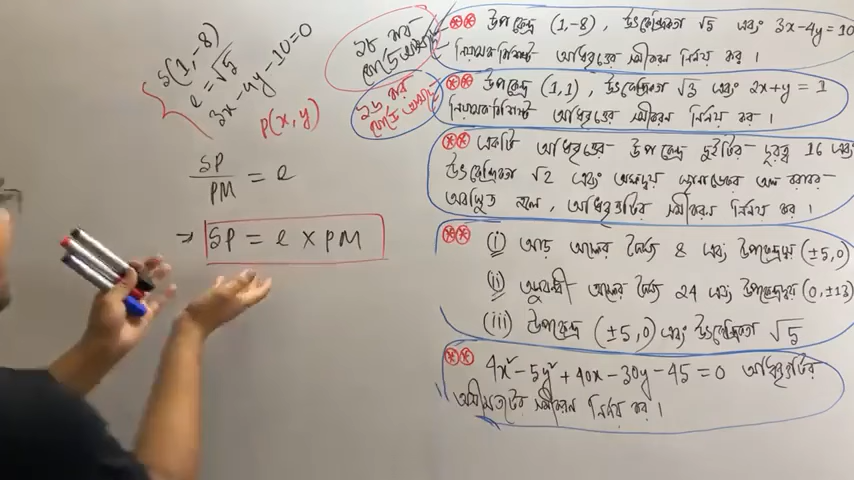 S(1,-8)
e = √5
3x-4y-10=0
P(x,y)
SP/PM = e
⇒ SP = e × PM
১৮ নং
১৬ নং
** উপকেন্দ্র (1,-8), উৎকেন্দ্রিকতা √5 এবং 3x-4y=10
নিয়ামকবিশিষ্ট অধিবৃত্তের সমীকরণ নির্ণয় কর।
** উপকেন্দ্র (1,1), উৎকেন্দ্রিকতা √3 এবং 2x+y = 1
নিয়ামকবিশিষ্ট অধিবৃত্তের সমীকরণ নির্ণয় কর।
** একটি অধিবৃত্তের উপকেন্দ্র দুইটির দূরত্ব 16 এবং
উৎকেন্দ্রিকতা √2 এবং অক্ষদ্বয় স্থানাঙ্কের অক্ষ বরাবর
অবস্থিত হলে, অধিবৃত্তটির সমীকরণ নির্ণয় কর।
** (i) আড় অক্ষের দৈর্ঘ্য 8 এবং উপকেন্দ্রদ্বয় (±5,0)
(ii) অনুবন্ধী অক্ষের দৈর্ঘ্য 24 এবং উপকেন্দ্রদ্বয় (0,±13)
(iii) উপকেন্দ্র (±5,0) এবং উৎকেন্দ্রিকতা √5
** 4x²-5y²+40x-30y-45=0 অধিবৃত্তটির
অসীমতটের সমীকরণ নির্ণয় কর।